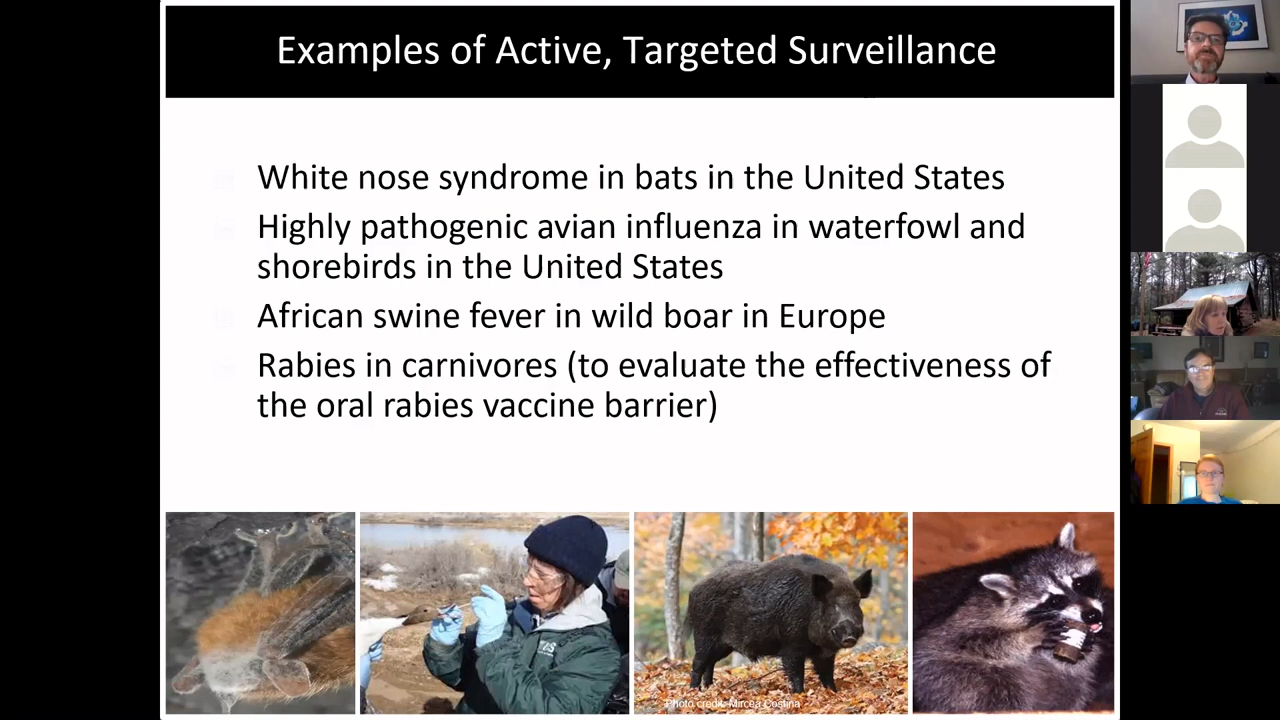 Examples of Active, Targeted Surveillance
White nose syndrome in bats in the United States
Highly pathogenic avian influenza in waterfowl and
shorebirds in the United States
African swine fever in wild boar in Europe
Rabies in carnivores (to evaluate the effectiveness of
the oral rabies vaccine barrier)
Photo credit: Mircea Costina